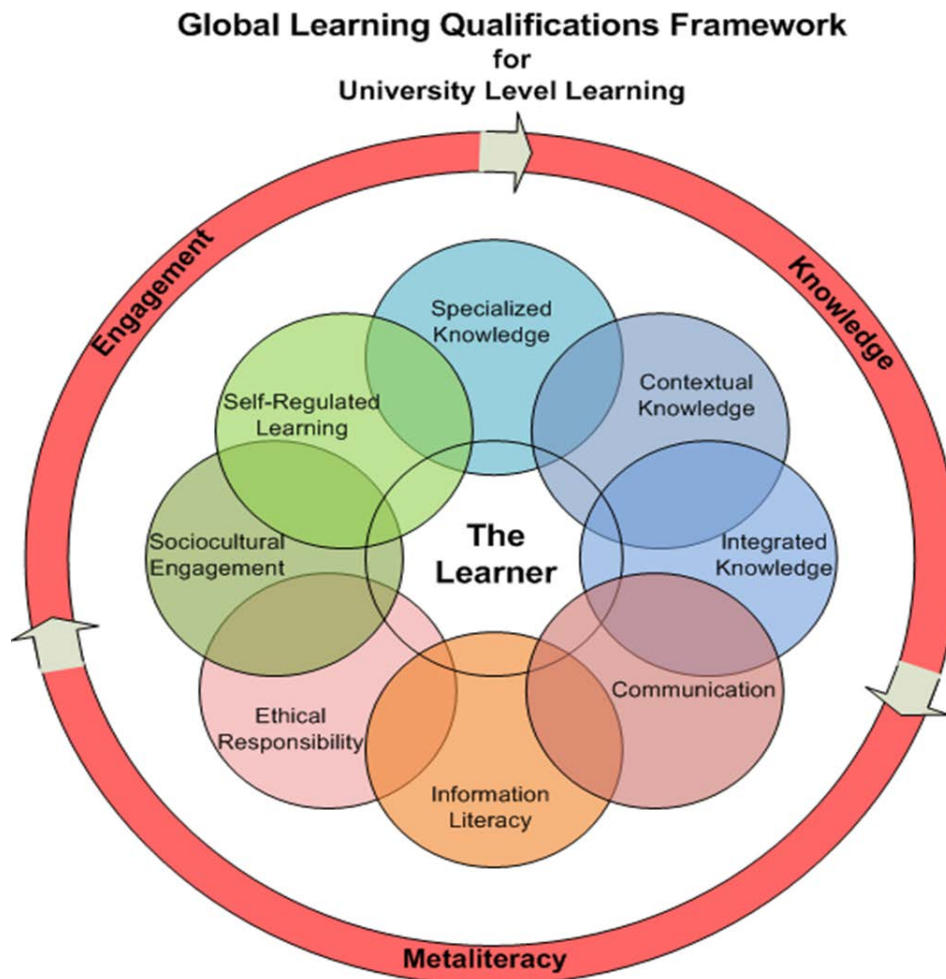 Global Learning Qualifications Framework
for
University Level Learning
Engagement
Knowledge
Specialized
Knowledge
Contextual
Knowledge
Self-Regulated
Learning
The
Learner
Sociocultural
Engagement
Integrated
Knowledge
Communication
Ethical
Responsibility
Information
Literacy
Metaliteracy